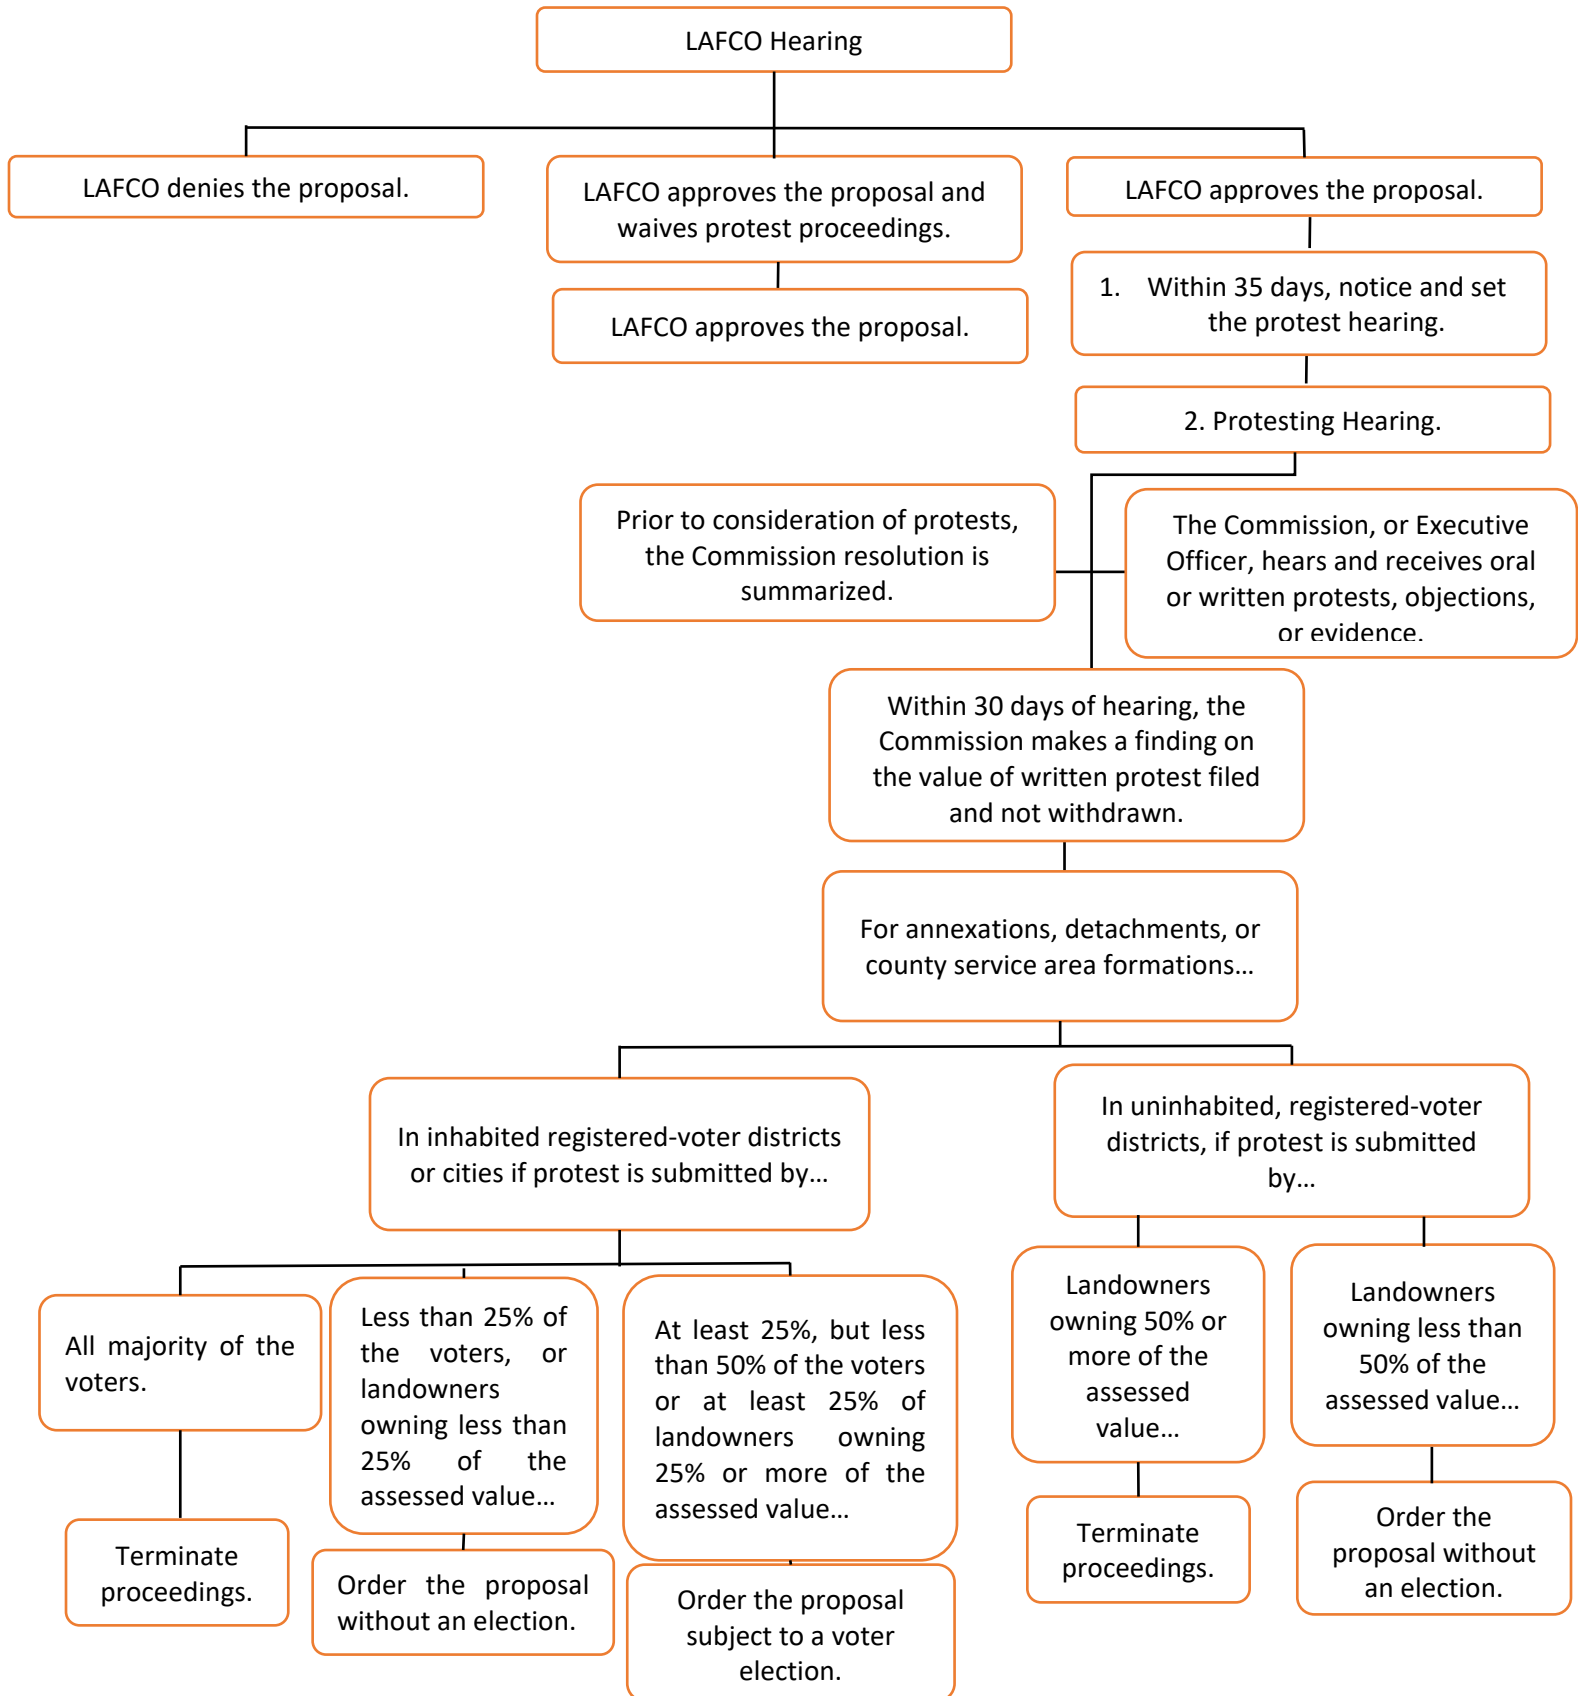 LAFCO Hearing
LAFCO denies the proposal.
LAFCO approves the proposal and
waives protest proceedings.
LAFCO approves the proposal.
LAFCO approves the proposal.
1. Within 35 days, notice and set
the protest hearing.
2. Protesting Hearing.
Prior to consideration of protests,
the Commission resolution is
summarized.
The Commission, or Executive
Officer, hears and receives oral
or written protests, objections,
or evidence.
Within 30 days of hearing, the
Commission makes a finding on
the value of written protest filed
and not withdrawn.
For annexations, detachments, or
county service area formations…
In inhabited registered-voter districts
or cities if protest is submitted by…
In uninhabited, registered-voter
districts, if protest is submitted
by…
All majority of the
voters.
Terminate
proceedings.
Less than 25% of
the voters, or
landowners
owning less than
25% of the
assessed value…
Order the proposal
without an election.
At least 25%, but less
than 50% of the voters
or at least 25% of
landowners owning
25% or more of the
assessed value…
Order the proposal
subject to a voter
election.
Landowners
owning 50% or
more of the
assessed
value…
Terminate
proceedings.
Landowners
owning less than
50% of the
assessed value…
Order the
proposal without
an election.